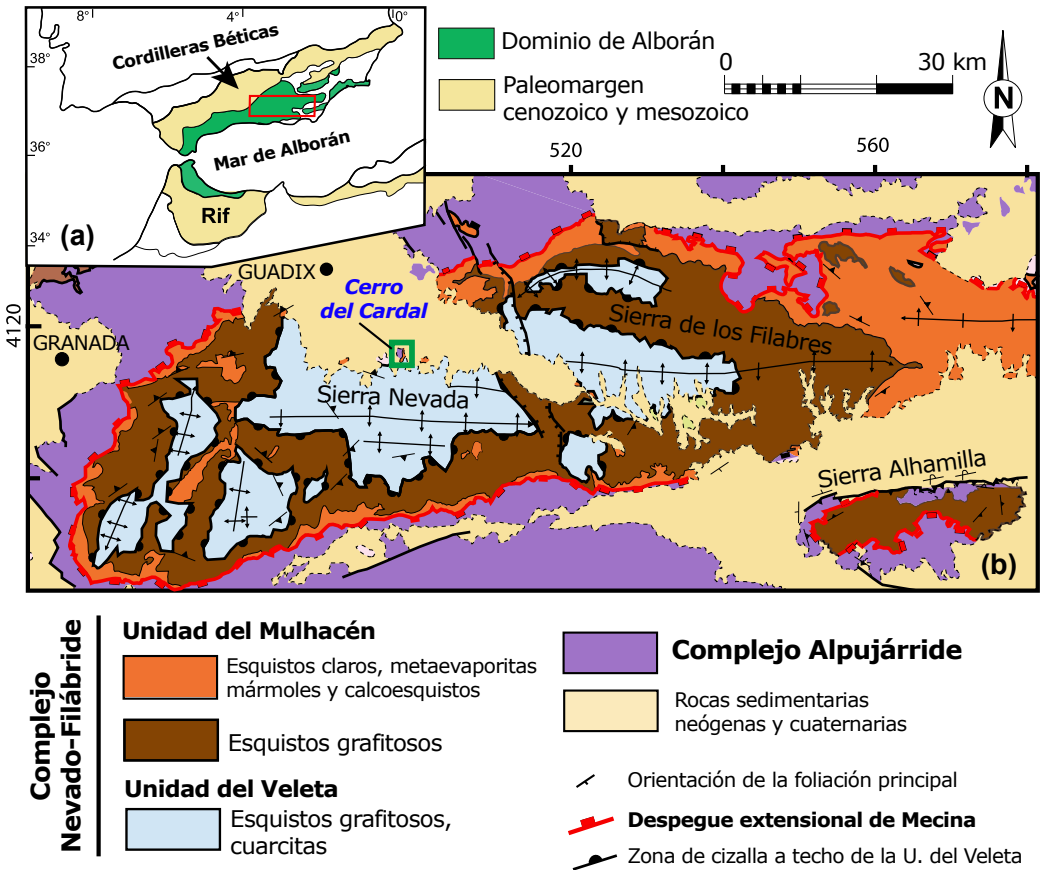 8°
4°
0°
38°
36°
34°
Cordilleras Béticas
Mar de Alborán
Rif
(a)
Dominio de Alborán
Paleomargen
cenozoico y mesozoico
0
30 km
N
520
560
4120
GUADIX
GRANADA
Cerro
del Cardal
Sierra Nevada
Sierra de los Filabres
Sierra Alhamilla
(b)
Complejo
Nevado-Filábride
Unidad del Mulhacén
Esquistos claros, metaevaporitas
mármoles y calcoesquistos
Esquistos grafitosos
Unidad del Veleta
Esquistos grafitosos,
cuarcitas
Complejo Alpujárride
Rocas sedimentarias
neógenas y cuaternarias
Orientación de la foliación principal
Despegue extensional de Mecina
Zona de cizalla a techo de la U. del Veleta